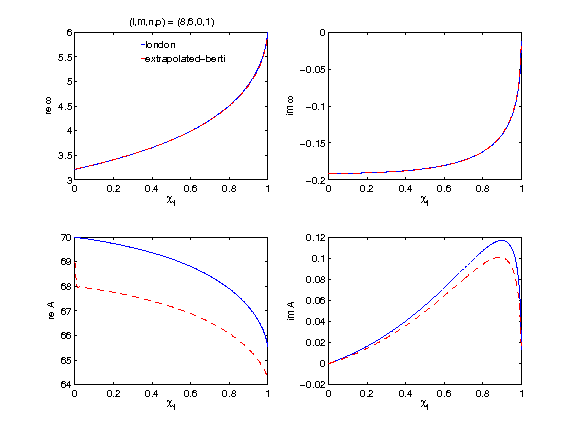 (l,m,n,p) = (8,6,0,1)
london
extrapolated−berti
re ω
6
5.5
5
4.5
4
3.5
3
0 0.2 0.4 0.6 0.8 1
χf
im ω
0
−0.05
−0.1
−0.15
−0.2
0 0.2 0.4 0.6 0.8 1
χf
re A
70
69
68
67
66
65
64
0 0.2 0.4 0.6 0.8 1
χf
im A
0.12
0.1
0.08
0.06
0.04
0.02
0
−0.02
0 0.2 0.4 0.6 0.8 1
χf